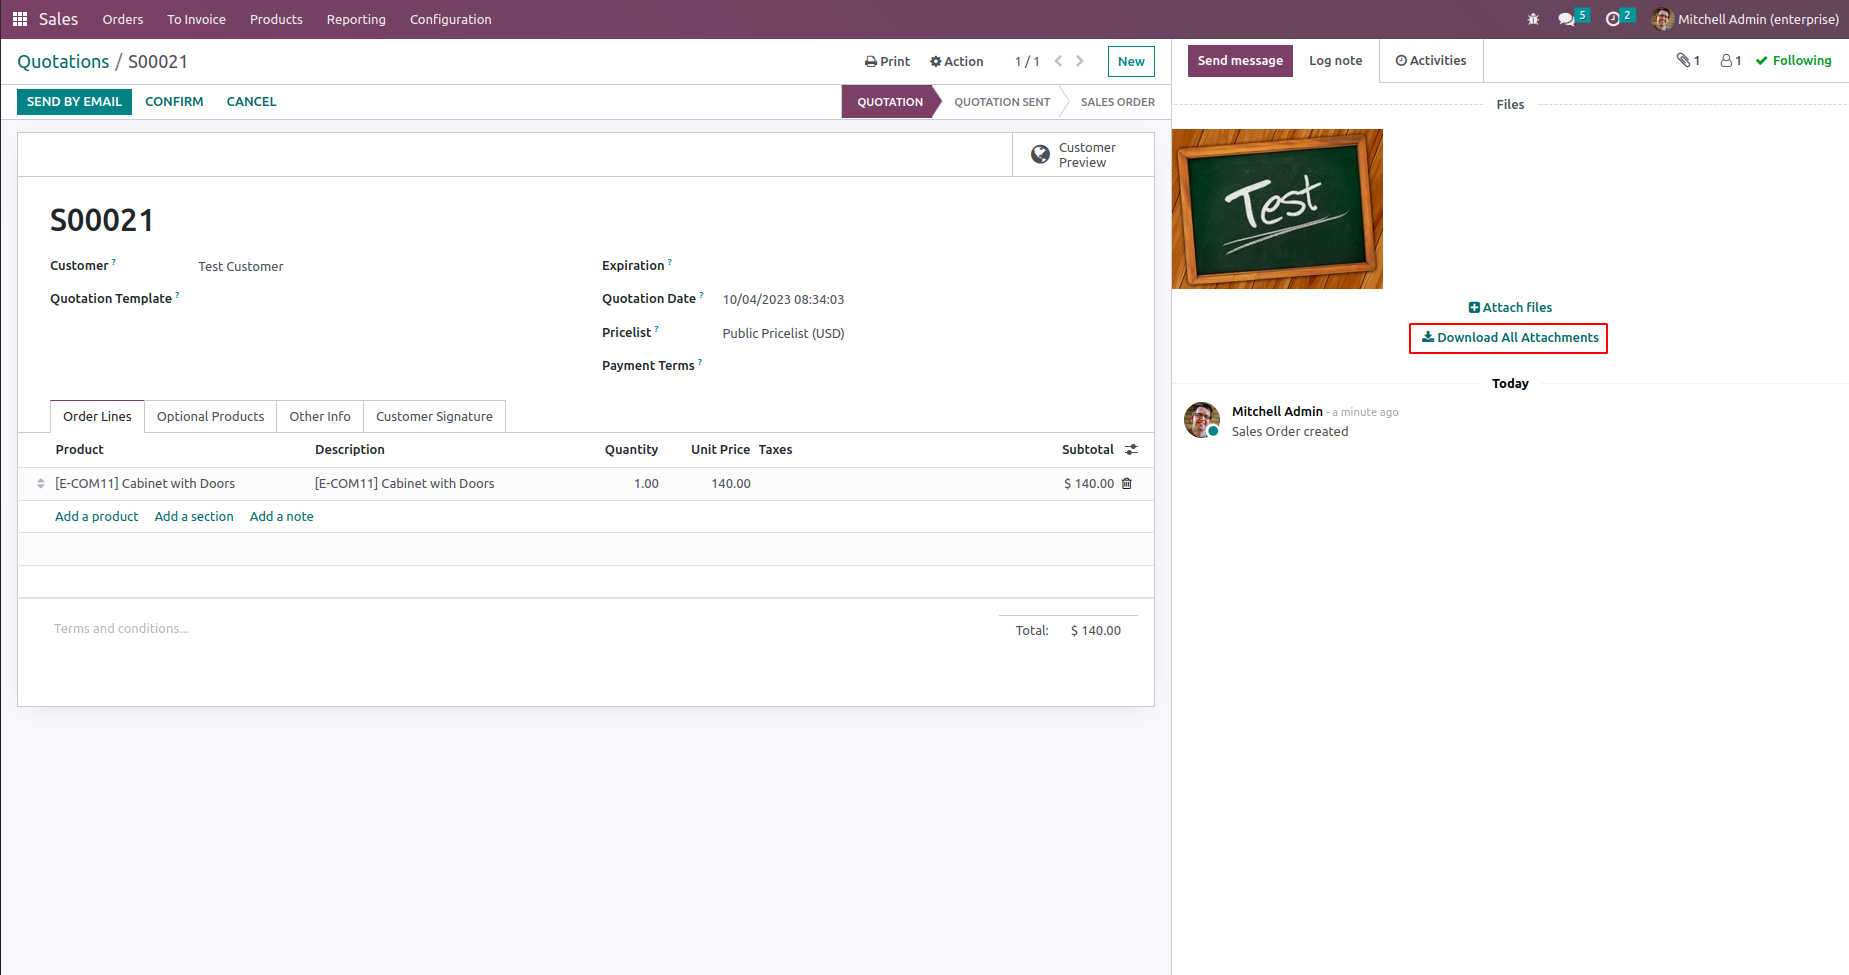 Sales Orders To Invoice Products Reporting Configuration 5 2 Mitchell Admin (enterprise)
Quotations / S00021 Print Action 1 / 1 New
Send message Log note Activities 1 1 Following
SEND BY EMAIL CONFIRM CANCEL QUOTATION QUOTATION SENT SALES ORDER
Files
Customer
Preview
Test
S00021
Customer ? Test Customer
Expiration ?
Quotation Template ?
Quotation Date ? 10/04/2023 08:34:03
Pricelist ? Public Pricelist (USD)
Payment Terms ?
Attach files
Download All Attachments
Today
Mitchell Admin - a minute ago
Sales Order created
Order Lines Optional Products Other Info Customer Signature
Product Description Quantity Unit Price Taxes Subtotal
[E-COM11] Cabinet with Doors [E-COM11] Cabinet with Doors 1.00 140.00 $ 140.00
Add a product Add a section Add a note
Terms and conditions...
Total: $ 140.00